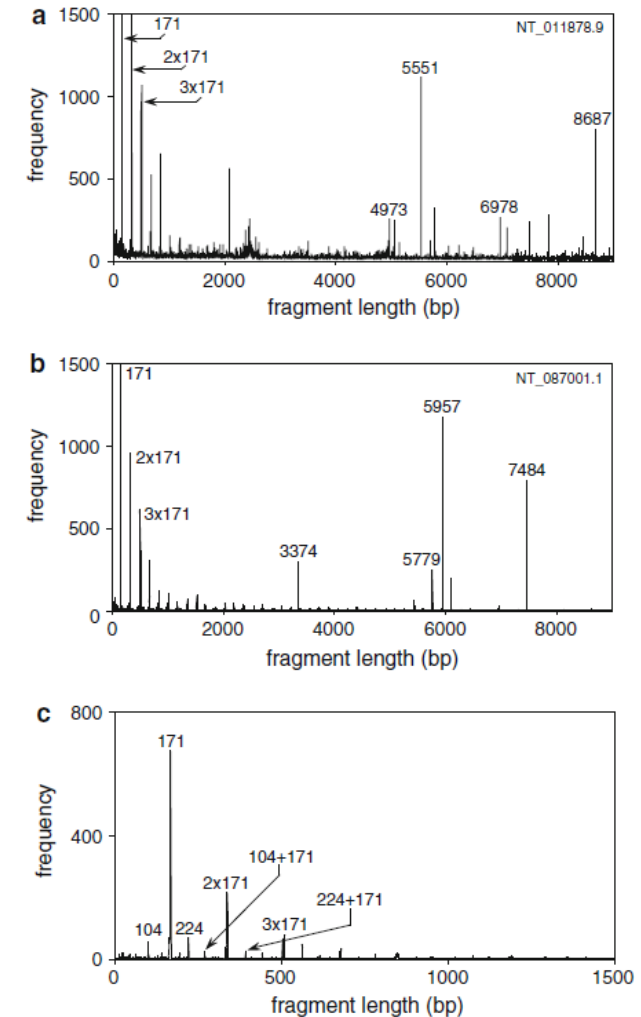 a
1500
171
NT_011878.9
2x171
5551
3x171
1000
8687
frequency
500
4973
6978
0
0 2000 4000 6000 8000
fragment length (bp)
b
1500
171
NT_087001.1
5957
1000
2x171
7484
frequency
3x171
500
3374
5779
0
0 2000 4000 6000 8000
fragment length (bp)
c
800
171
frequency
400
104+171
2x171
224+171
104 224
3x171
0
0 500 1000 1500
fragment length (bp)